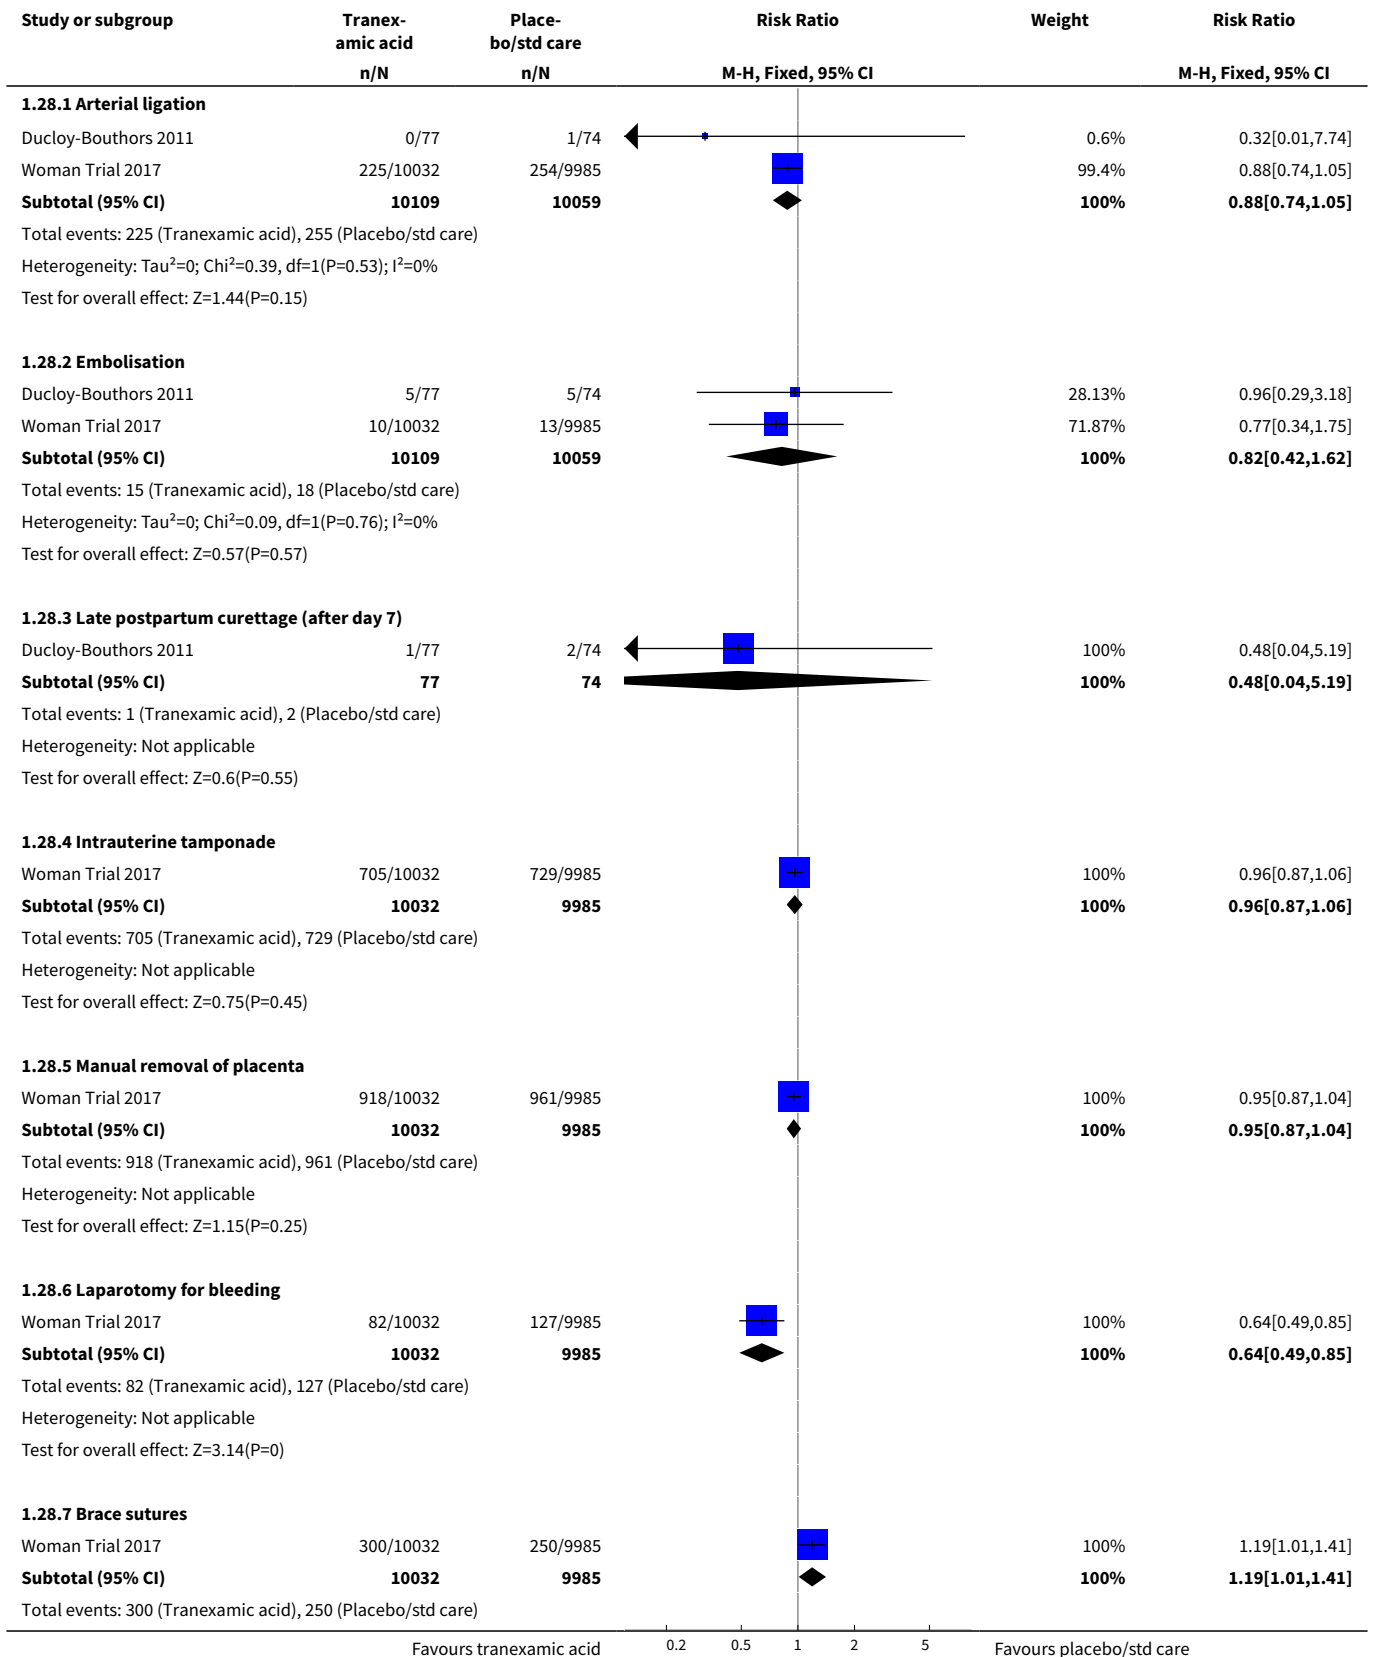 Study or subgroup Tranex- Place- Risk Ratio Weight Risk Ratio
amic acid bo/std care
n/N n/N M-H, Fixed, 95% CI M-H, Fixed, 95% CI
1.28.1 Arterial ligation
Ducloy-Bouthors 2011 0/77 1/74 0.6% 0.32[0.01,7.74]
Woman Trial 2017 225/10032 254/9985 99.4% 0.88[0.74,1.05]
Subtotal (95% CI) 10109 10059 100% 0.88[0.74,1.05]
Total events: 225 (Tranexamic acid), 255 (Placebo/std care)
Heterogeneity: Tau²=0; Chi²=0.39, df=1(P=0.53); I²=0%
Test for overall effect: Z=1.44(P=0.15)
1.28.2 Embolisation
Ducloy-Bouthors 2011 5/77 5/74 28.13% 0.96[0.29,3.18]
Woman Trial 2017 10/10032 13/9985 71.87% 0.77[0.34,1.75]
Subtotal (95% CI) 10109 10059 100% 0.82[0.42,1.62]
Total events: 15 (Tranexamic acid), 18 (Placebo/std care)
Heterogeneity: Tau²=0; Chi²=0.09, df=1(P=0.76); I²=0%
Test for overall effect: Z=0.57(P=0.57)
1.28.3 Late postpartum curettage (after day 7)
Ducloy-Bouthors 2011 1/77 2/74 100% 0.48[0.04,5.19]
Subtotal (95% CI) 77 74 100% 0.48[0.04,5.19]
Total events: 1 (Tranexamic acid), 2 (Placebo/std care)
Heterogeneity: Not applicable
Test for overall effect: Z=0.6(P=0.55)
1.28.4 Intrauterine tamponade
Woman Trial 2017 705/10032 729/9985 100% 0.96[0.87,1.06]
Subtotal (95% CI) 10032 9985 100% 0.96[0.87,1.06]
Total events: 705 (Tranexamic acid), 729 (Placebo/std care)
Heterogeneity: Not applicable
Test for overall effect: Z=0.75(P=0.45)
1.28.5 Manual removal of placenta
Woman Trial 2017 918/10032 961/9985 100% 0.95[0.87,1.04]
Subtotal (95% CI) 10032 9985 100% 0.95[0.87,1.04]
Total events: 918 (Tranexamic acid), 961 (Placebo/std care)
Heterogeneity: Not applicable
Test for overall effect: Z=1.15(P=0.25)
1.28.6 Laparotomy for bleeding
Woman Trial 2017 82/10032 127/9985 100% 0.64[0.49,0.85]
Subtotal (95% CI) 10032 9985 100% 0.64[0.49,0.85]
Total events: 82 (Tranexamic acid), 127 (Placebo/std care)
Heterogeneity: Not applicable
Test for overall effect: Z=3.14(P=0)
1.28.7 Brace sutures
Woman Trial 2017 300/10032 250/9985 100% 1.19[1.01,1.41]
Subtotal (95% CI) 10032 9985 100% 1.19[1.01,1.41]
Total events: 300 (Tranexamic acid), 250 (Placebo/std care)
Favours tranexamic acid 0.2 0.5 1 2 5 Favours placebo/std care